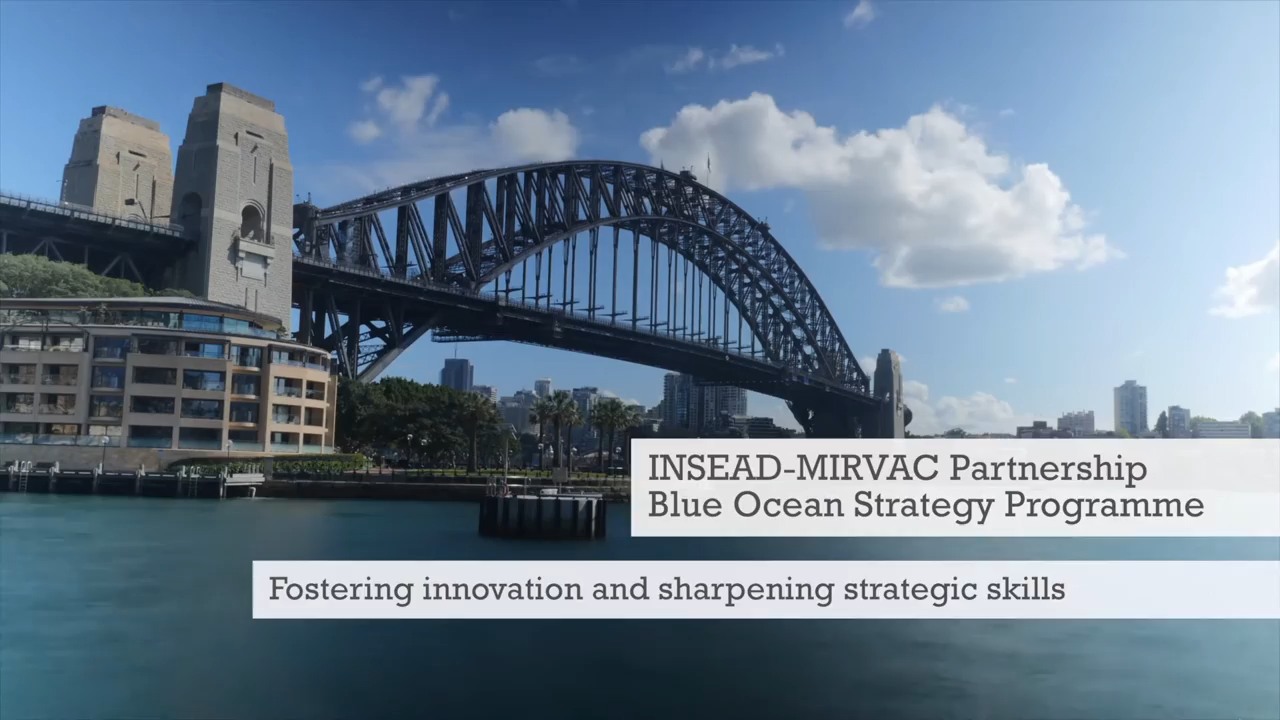 INSEAD-MIRVAC Partnership
Blue Ocean Strategy Programme
Fostering innovation and sharpening strategic skills